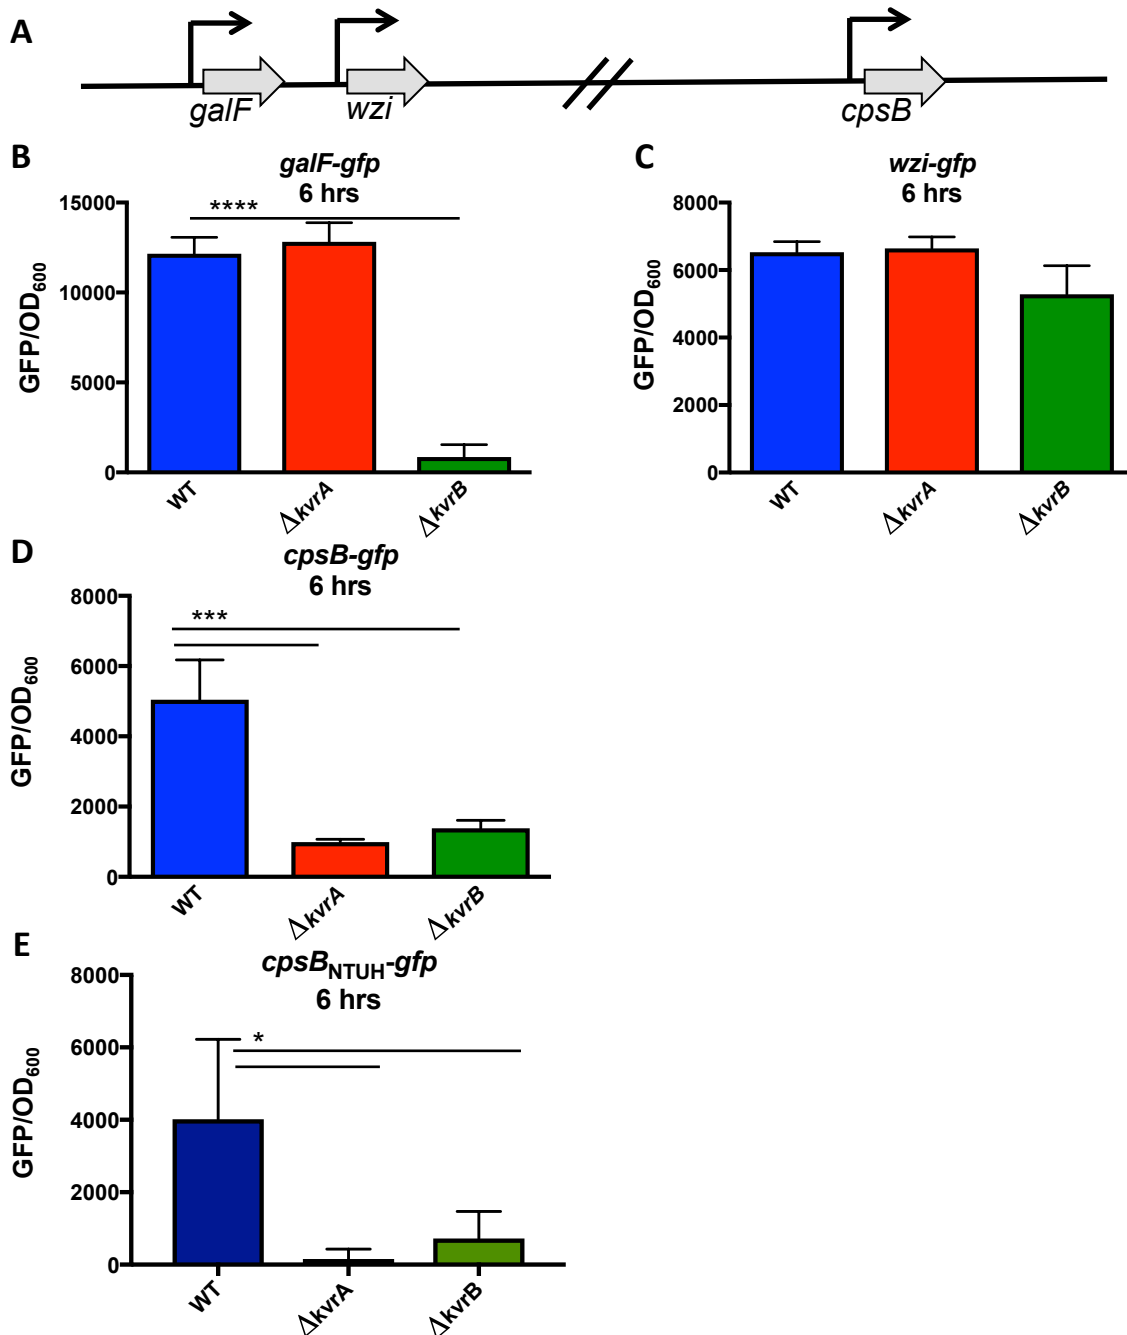 A
galF
wzi
cpsB
B
galF-gfp
6 hrs
****
15000
10000
5000
0
GFP/OD600
WT
ΔkvrA
ΔkvrB
C
wzi-gfp
6 hrs
8000
6000
4000
2000
0
GFP/OD600
WT
ΔkvrA
ΔkvrB
D
cpsB-gfp
6 hrs
***
8000
6000
4000
2000
0
GFP/OD600
WT
ΔkvrA
ΔkvrB
E
cpsBNTUH-gfp
6 hrs
*
8000
6000
4000
2000
0
GFP/OD600
WT
ΔkvrA
ΔkvrB